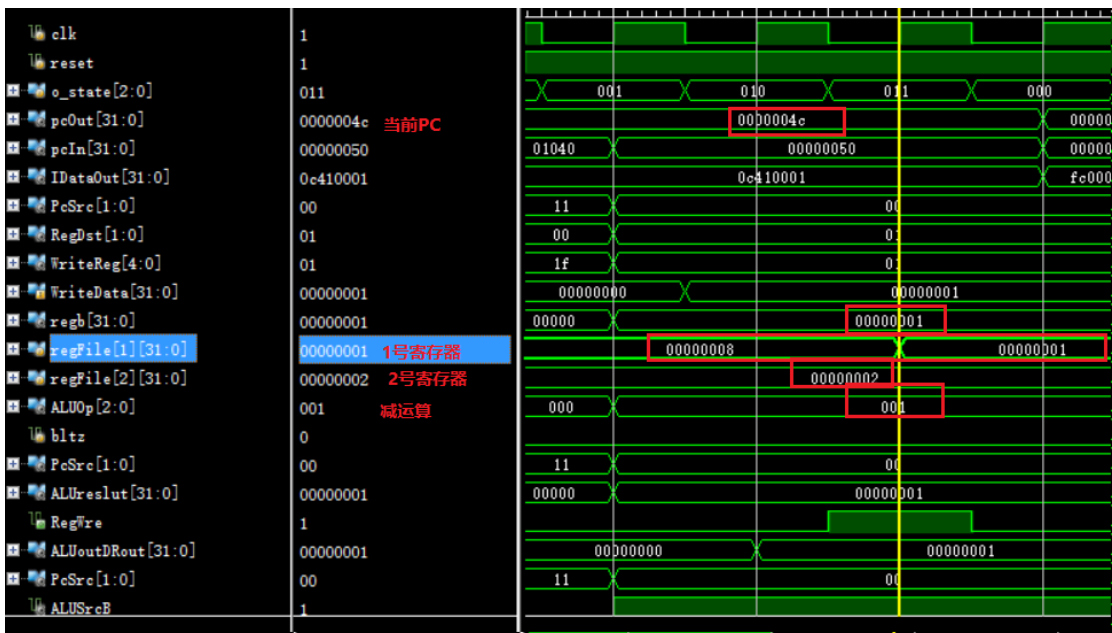 clk 1
reset 1
o_state[2:0] 011 001 010 011 000
pcOut[31:0] 0000004c 当前PC 0000004c 00000
pcIn[31:0] 00000050 01040 00000050 00000
IDataOut[31:0] 0c410001 0c410001 fc000
PcSrc[1:0] 00 11 00
RegDst[1:0] 01 00 01
WriteReg[4:0] 01 1f 01
WriteData[31:0] 00000001 00000000 00000001
regb[31:0] 00000001 00000 00000001
regFile[1][31:0] 00000001 1号寄存器 00000008 00000001
regFile[2][31:0] 00000002 2号寄存器 00000002
ALUOp[2:0] 001 减运算 000 001
bltz 0
PcSrc[1:0] 00 11 00
ALUreslut[31:0] 00000001 00000 00000001
RegWre 1
ALUoutDRout[31:0] 00000001 00000000 00000001
PcSrc[1:0] 00 11 00
ALUSrcB 1